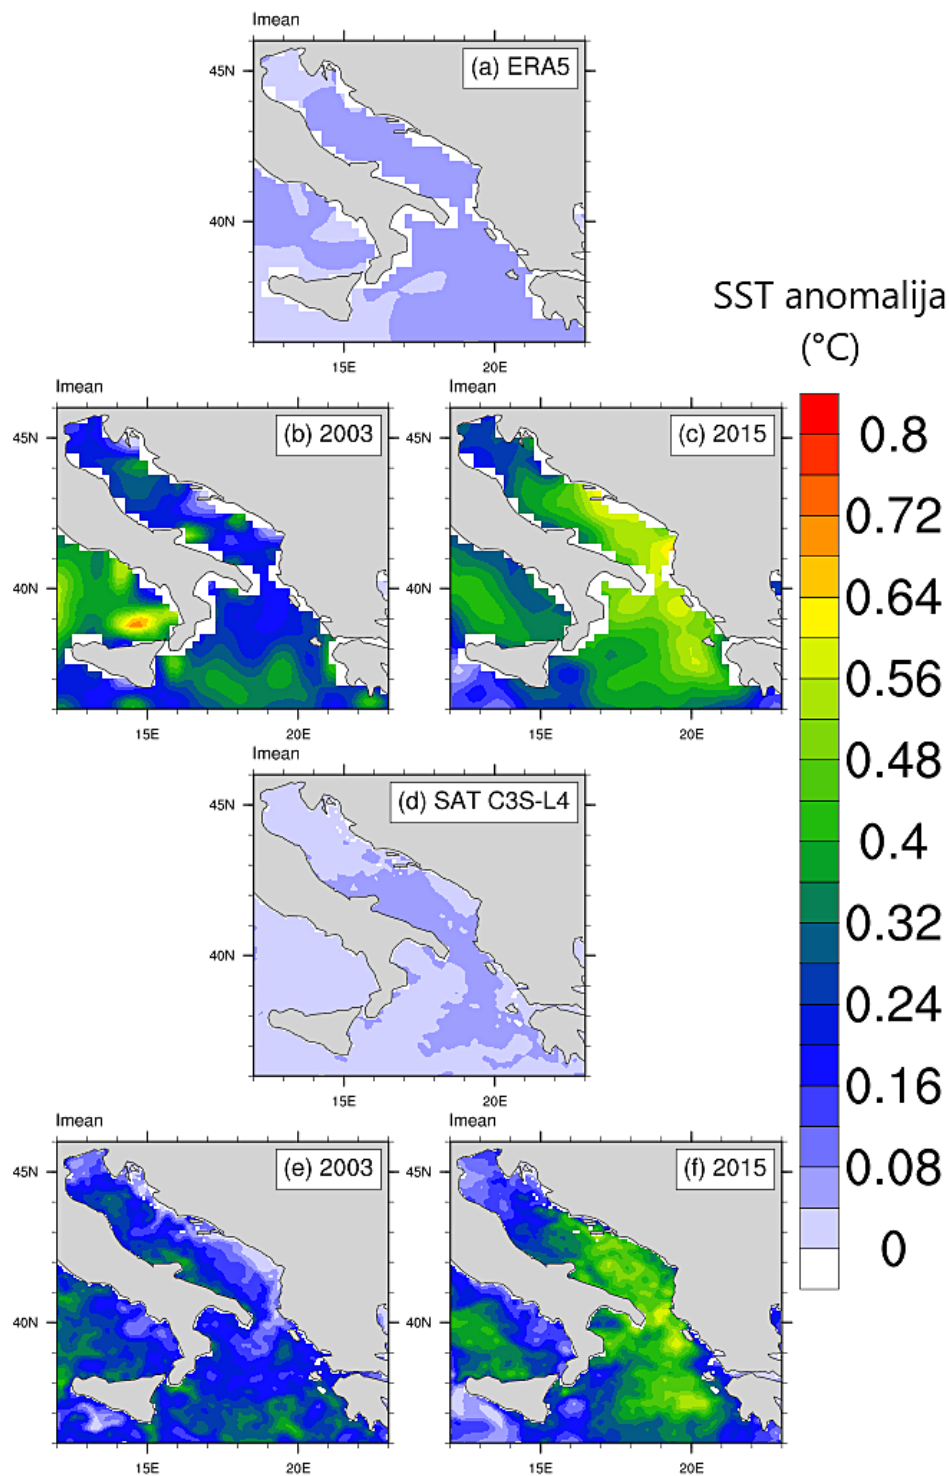 Imean
(a) ERA5
45N
40N
15E
20E
SST anomalija
(°C)
Imean
(b) 2003
45N
40N
15E
20E
Imean
(c) 2015
45N
40N
15E
20E
0.8
0.72
0.64
0.56
0.48
0.4
0.32
0.24
0.16
0.08
0
Imean
(d) SAT C3S-L4
45N
40N
15E
20E
Imean
(e) 2003
45N
40N
15E
20E
Imean
(f) 2015
45N
40N
15E
20E